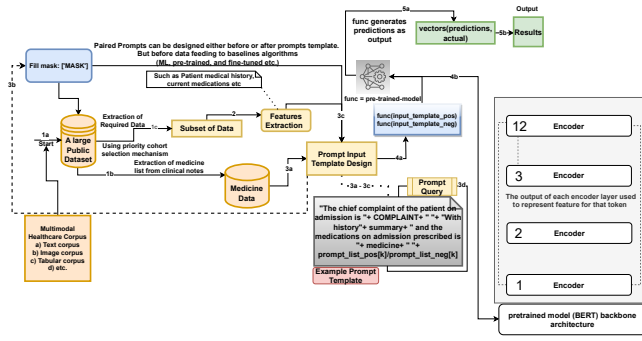 5a
Output
func generates
predictions as
output
vectors(predictions,
actual)
5b
Results
Paired Prompts can be designed either before or after prompts template.
But before data feeding to baselines algorithms
(ML, pre-trained, and fine-tuned etc.)
Fill mask: ['MASK']
3b
Such as Patient medical history,
current medications etc
func = pre-trained-model
4b
Extraction of
Required Data
1c
Subset of Data
2
Features
Extraction
3c
func(input_template_pos)
func(input_template_neg)
1a
Start
A large
Public
Dataset
Using priority cohort
selection mechanism
Extraction of medicine
list from clinical notes
1b
Medicine
Data
3a
Prompt Input
Template Design
4a
3a - 3c
Prompt
Query
3d
Multimodal
Healthcare Corpus
a) Text corpus
b) Image corpus
c) Tabular corpus
d) etc.
"The chief complaint of the patient on
admission is "+ COMPLAINT+ " "+ "With
history"+ summary+ " and the
medications on admission prescribed is
"+ medicine+ " "+
prompt_list_pos[k]/prompt_list_neg[k]
Example Prompt
Template
12 Encoder
3 Encoder
The output of each encoder layer used
to represent feature for that token
2 Encoder
1 Encoder
pretrained model (BERT) backbone
architecture